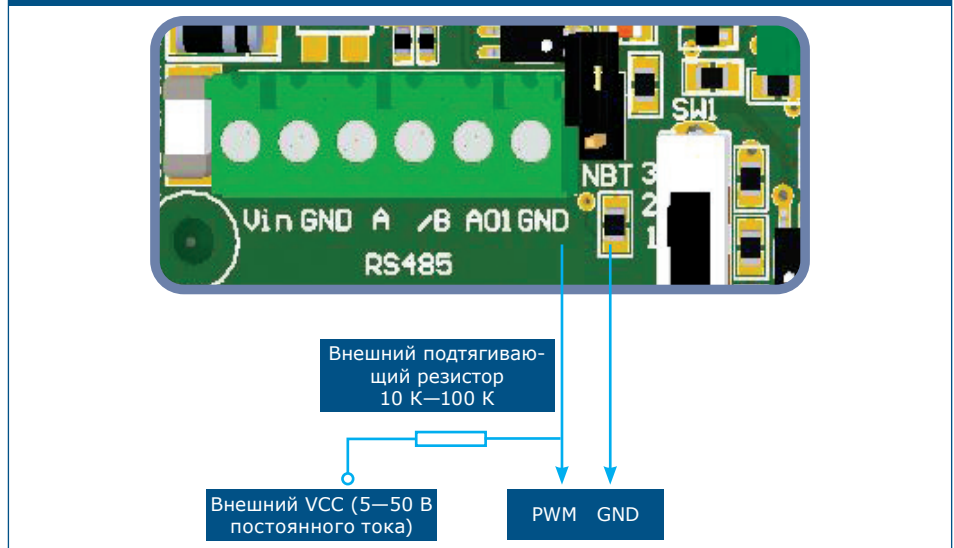 SW1
NBT 3
2
1
Vin GND A /B AO1 GND
RS485
Внешний подтягиваю-
щий резистор
10 К—100 К
Внешний VCC (5—50 В
постоянного тока)
PWM GND